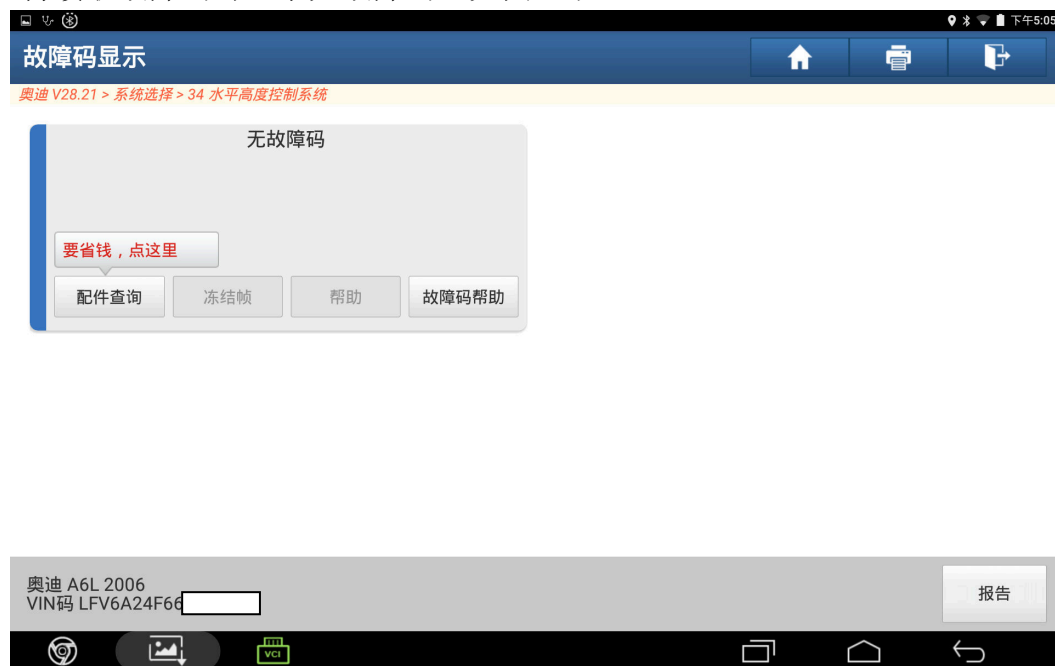 下午5:05
故障码显示
奥迪 V28.21 > 系统选择 > 34 水平高度控制系统
无故障码
要省钱，点这里
配件查询 冻结帧 帮助 故障码帮助
奥迪 A6L 2006
VIN码 LFV6A24F66
报告
VCI